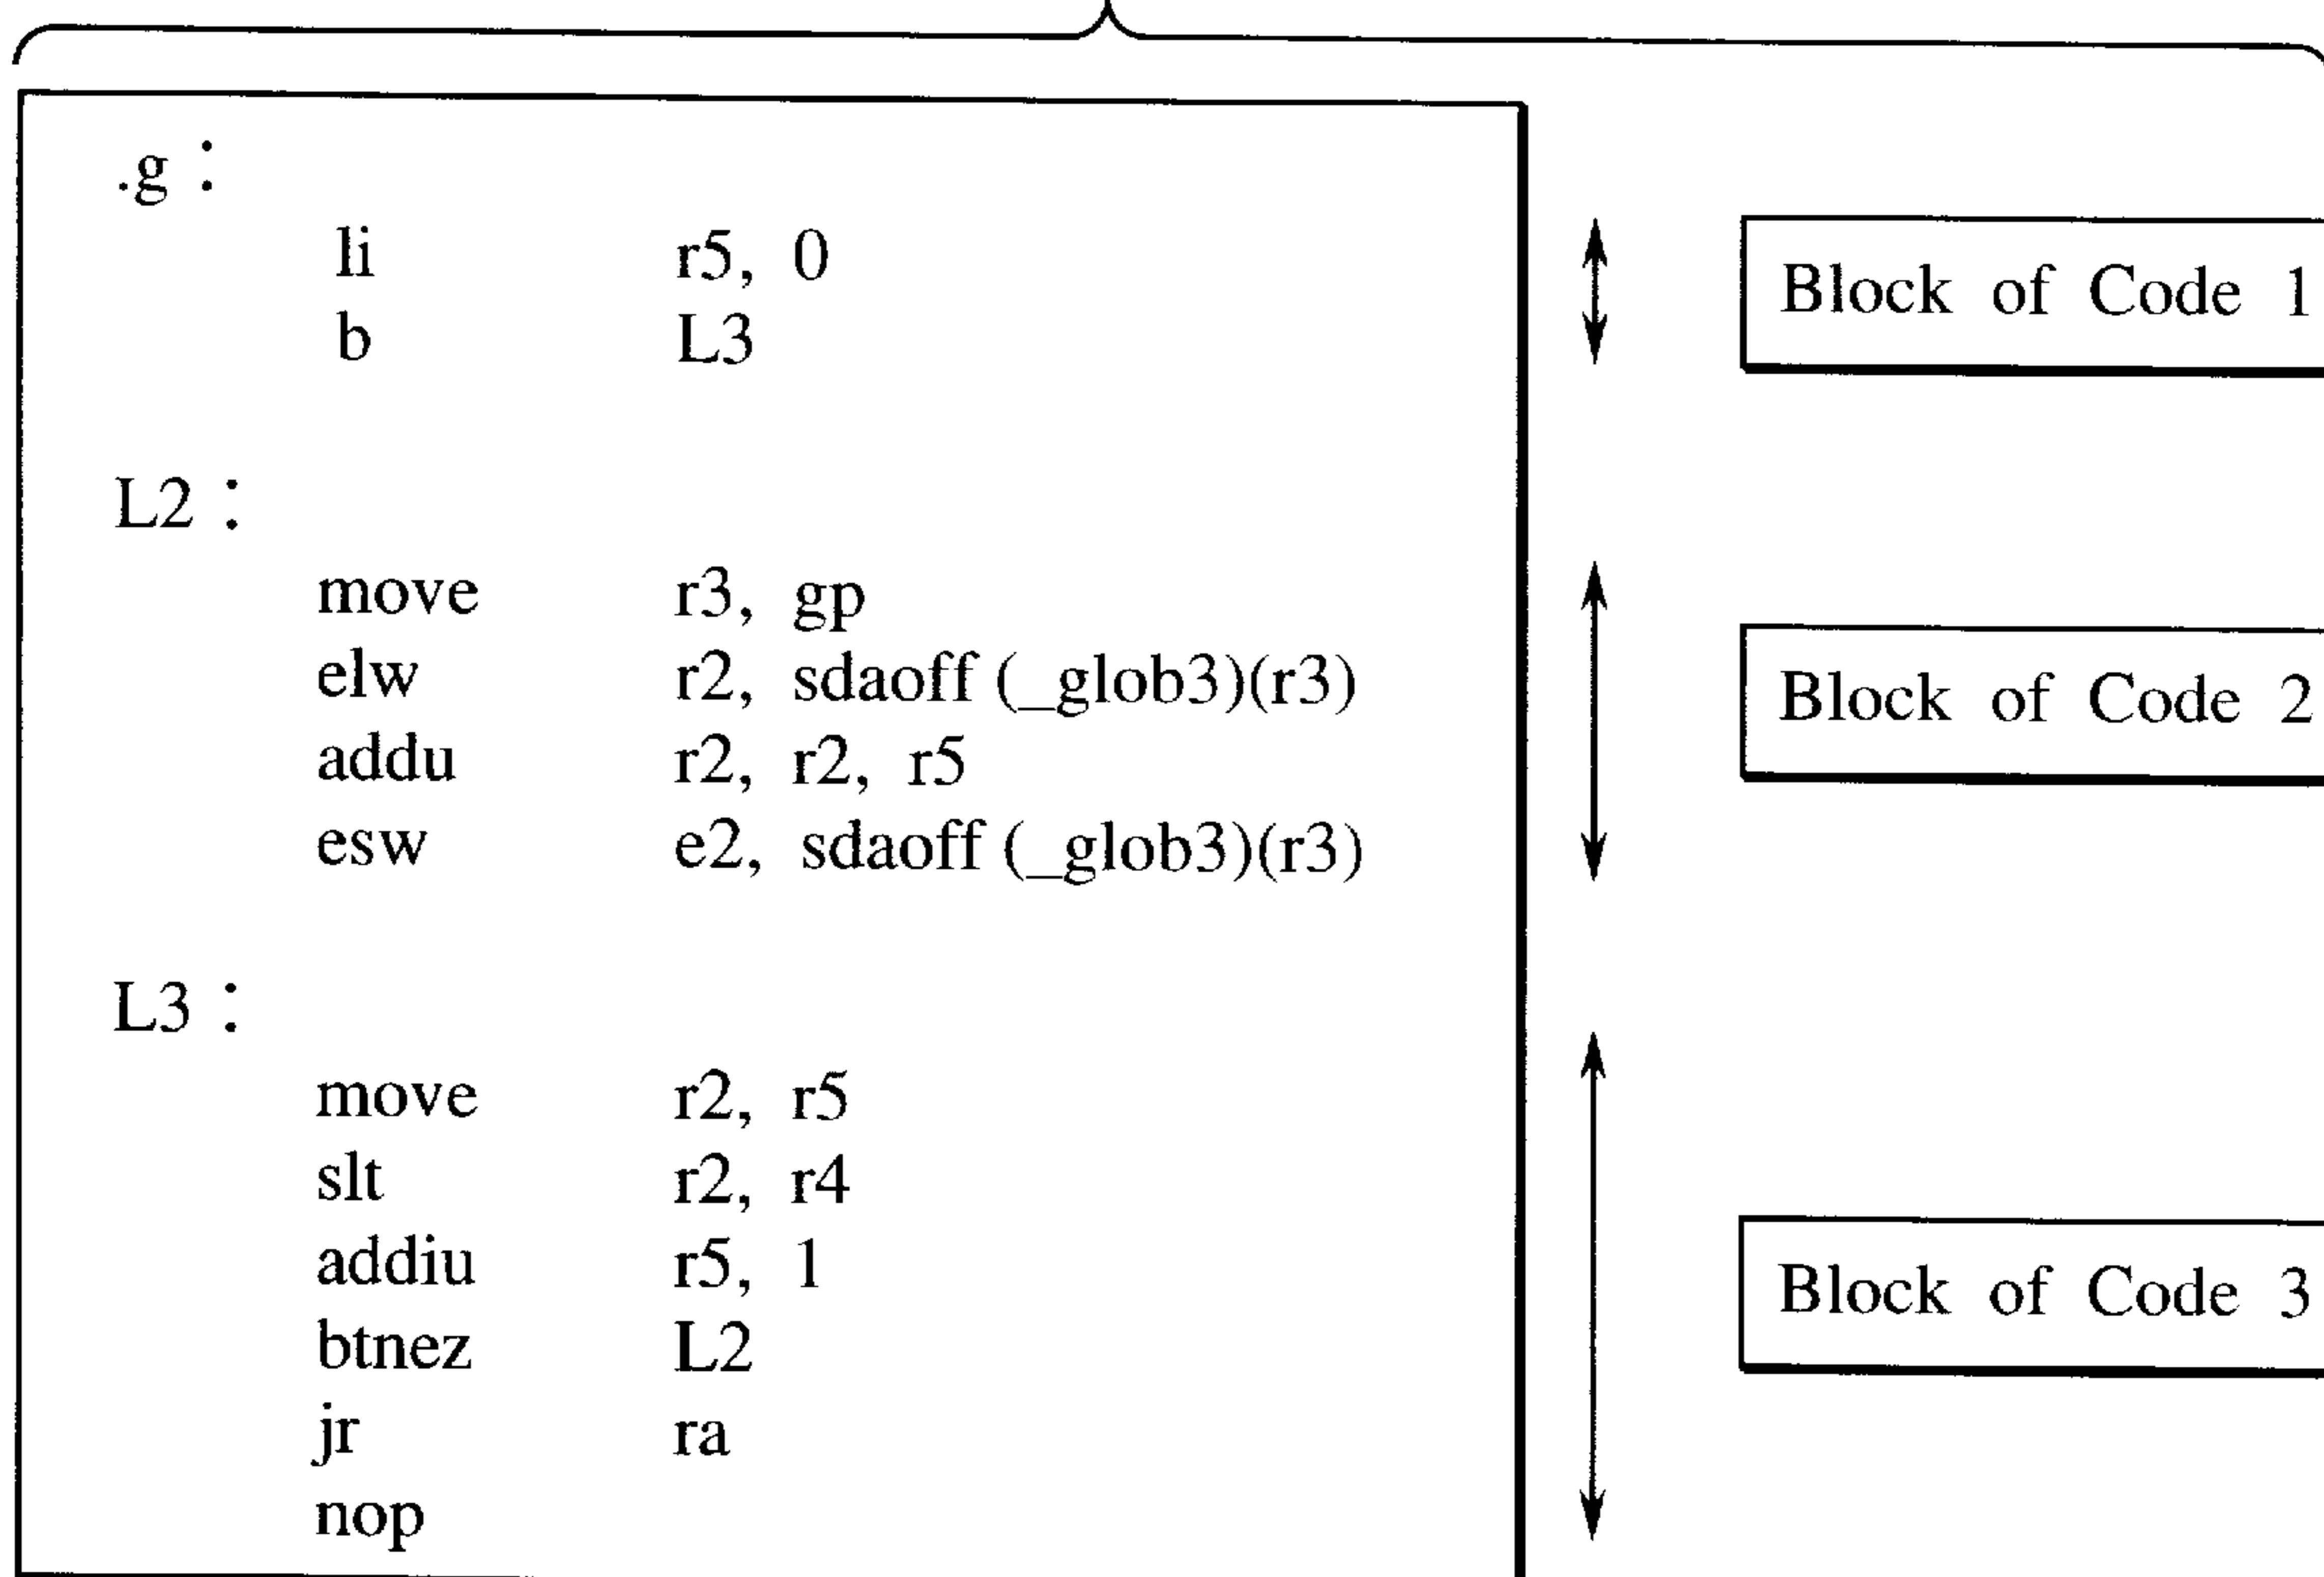 .g :
li r5, 0
b L3
Block of Code 1
L2 :
move r3, gp
elw r2, sdaoff (_glob3)(r3)
addu r2, r2, r5
esw e2, sdaoff (_glob3)(r3)
Block of Code 2
L3 :
move r2, r5
slt r2, r4
addiu r5, 1
btnez L2
jr ra
nop
Block of Code 3